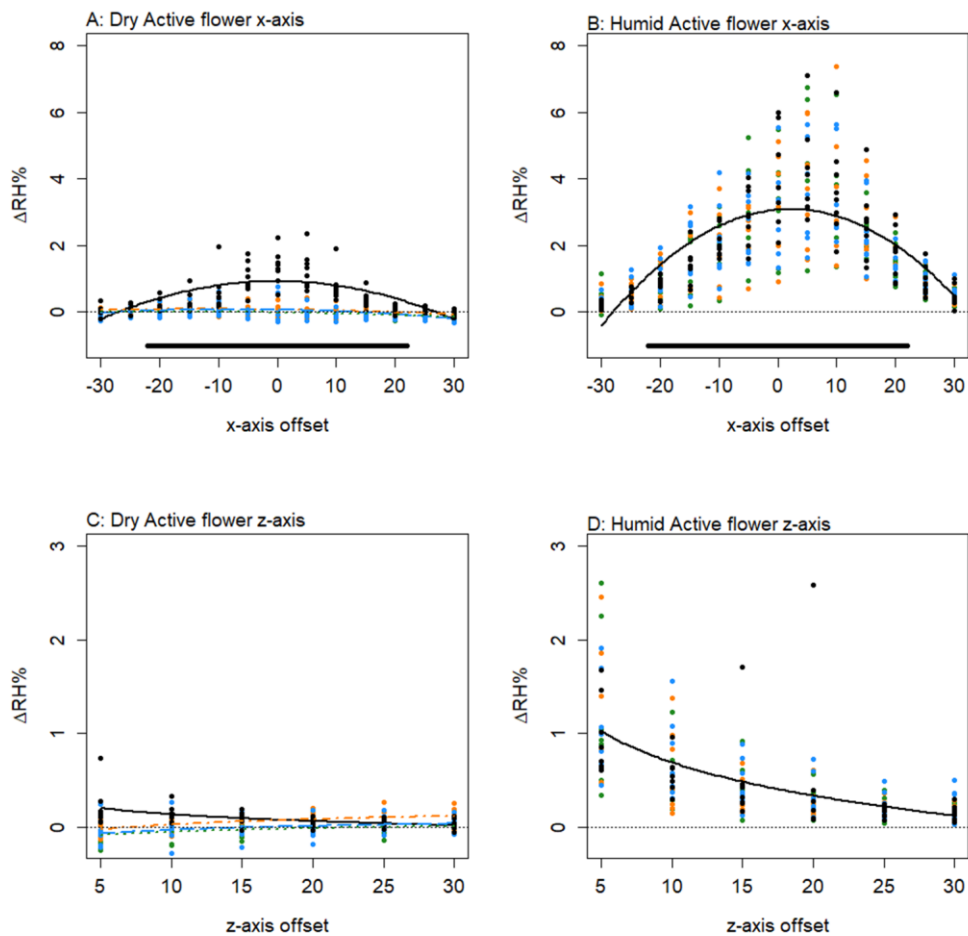 A: Dry Active flower x-axis
8
6
4
2
0
ΔRH%
-30 -20 -10 0 10 20 30
x-axis offset
B: Humid Active flower x-axis
8
6
4
2
0
ΔRH%
-30 -20 -10 0 10 20 30
x-axis offset
C: Dry Active flower z-axis
3
2
1
0
ΔRH%
5 10 15 20 25 30
z-axis offset
D: Humid Active flower z-axis
3
2
1
0
ΔRH%
5 10 15 20 25 30
z-axis offset